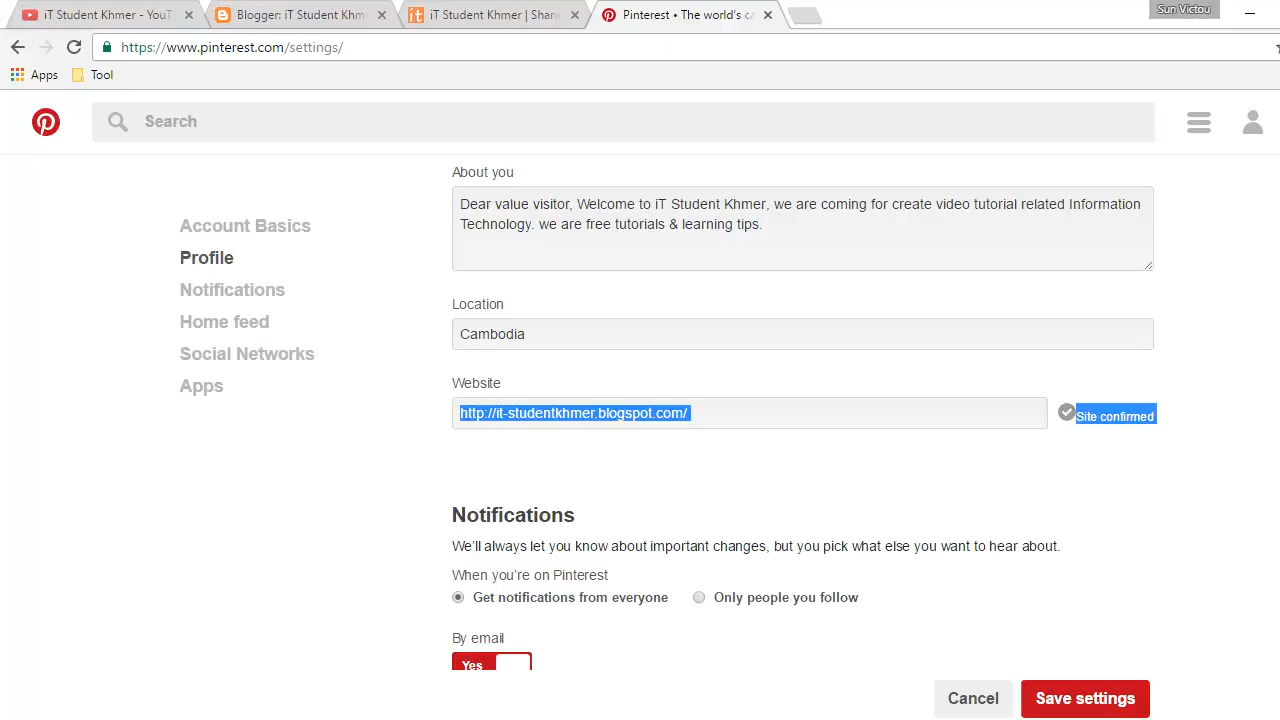 iT Student Khmer - YouT
Blogger: iT Student Khm
iT Student Khmer | Sharin
Pinterest • The world's ca
Sun Victou
https://www.pinterest.com/settings/
Apps
Tool
Search
About you
Dear value visitor, Welcome to iT Student Khmer, we are coming for create video tutorial related Information
Technology. we are free tutorials & learning tips.
Account Basics
Profile
Notifications
Home feed
Social Networks
Apps
Location
Cambodia
Website
http://it-studentkhmer.blogspot.com/
Site confirmed
Notifications
We'll always let you know about important changes, but you pick what else you want to hear about.
When you're on Pinterest
Get notifications from everyone
Only people you follow
By email
Yes
Cancel
Save settings